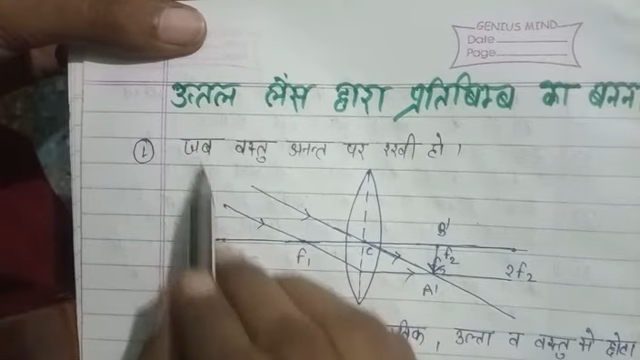 GENIUS MIND
Date
Page
उत्तल लेंस द्वारा प्रतिबिम्ब का बनन
① जब वस्तु अनन्त पर रखी हो ।
B'
F₁
C
f₂
2f₂
A'
, उल्टा व वस्तु से होटा